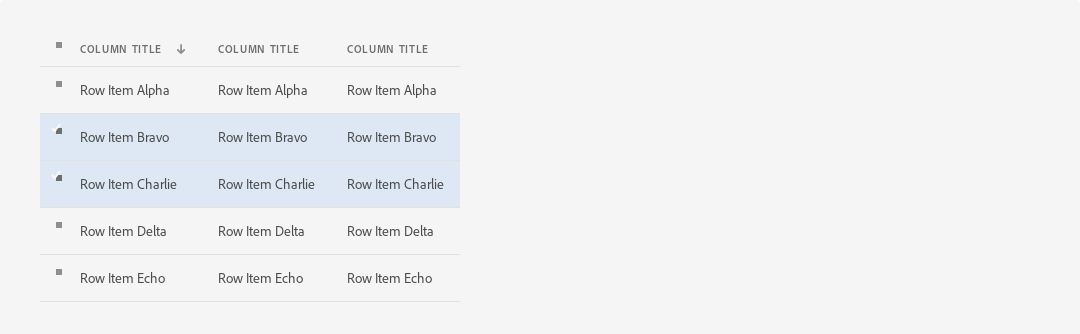 COLUMN TITLE COLUMN TITLE COLUMN TITLE
Row Item Alpha Row Item Alpha Row Item Alpha
Row Item Bravo Row Item Bravo Row Item Bravo
Row Item Charlie Row Item Charlie Row Item Charlie
Row Item Delta Row Item Delta Row Item Delta
Row Item Echo Row Item Echo Row Item Echo